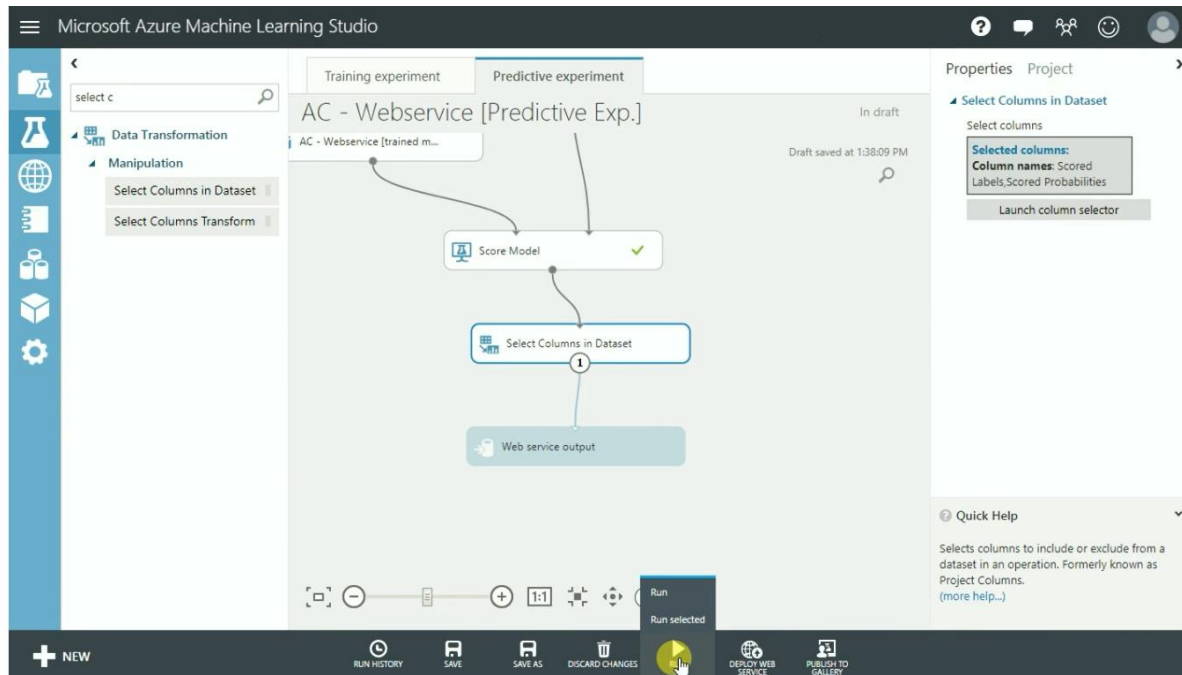 Microsoft Azure Machine Learning Studio
select c
Data Transformation
Manipulation
Select Columns in Dataset
Select Columns Transform
Training experiment
Predictive experiment
AC - Webservice [Predictive Exp.]
In draft
AC - Webservice [trained m...
Draft saved at 1:38:09 PM
Score Model
Select Columns in Dataset
1
Web service output
1:1
Run
Run selected
Properties Project
Select Columns in Dataset
Select columns
Selected columns:
Column names: Scored
Labels,Scored Probabilities
Launch column selector
Quick Help
Selects columns to include or exclude from a
dataset in an operation. Formerly known as
Project Columns.
(more help...)
NEW
RUN HISTORY
SAVE
SAVE AS
DISCARD CHANGES
DEPLOY WEB
SERVICE
PUBLISH TO
GALLERY